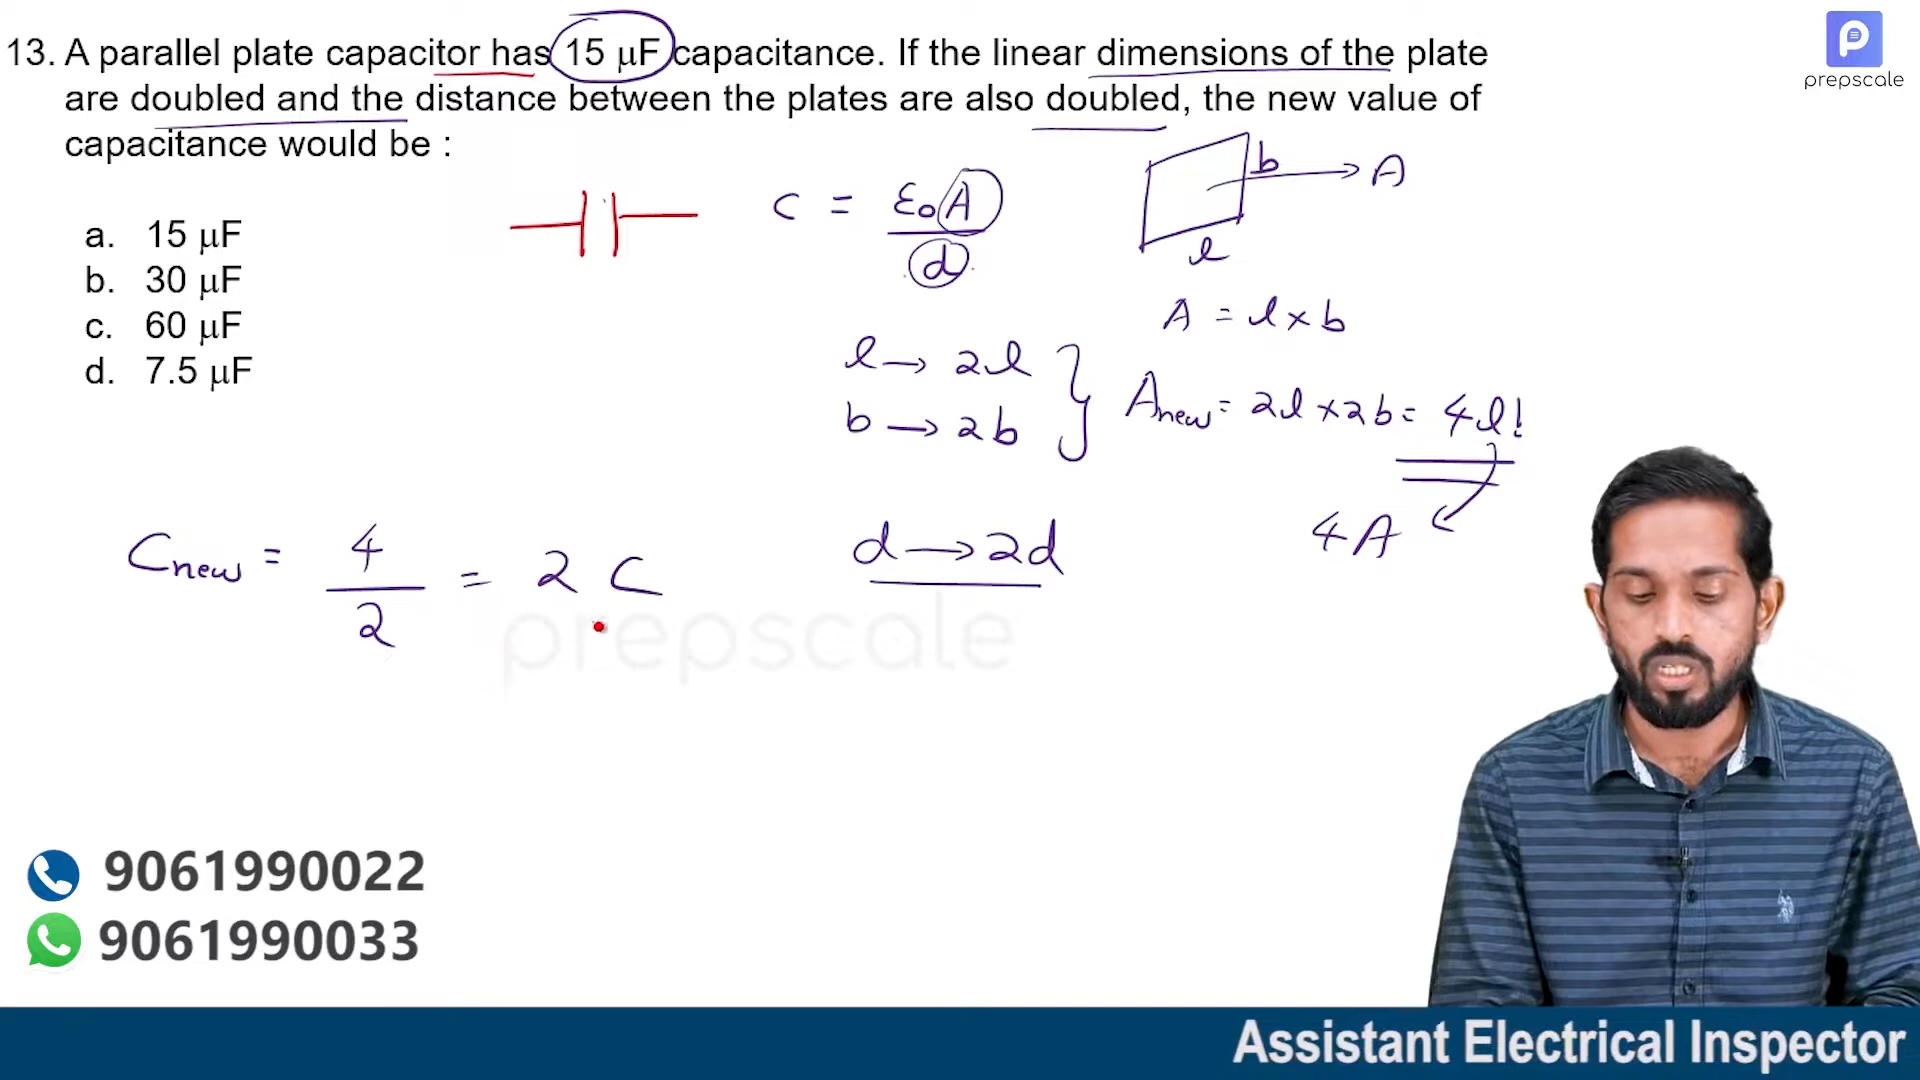 13. A parallel plate capacitor has 15 μF capacitance. If the linear dimensions of the plate
are doubled and the distance between the plates are also doubled, the new value of
capacitance would be :
a. 15 μF
b. 30 μF
c. 60 μF
d. 7.5 μF
C = ε₀A / d
b
A
l
A = l × b
l → 2l
b → 2b
Anew = 2l × 2b = 4l
4A
d → 2d
Cnew = 4 / 2 = 2 C
prepscale
prepscale
9061990022
9061990033
Assistant Electrical Inspector